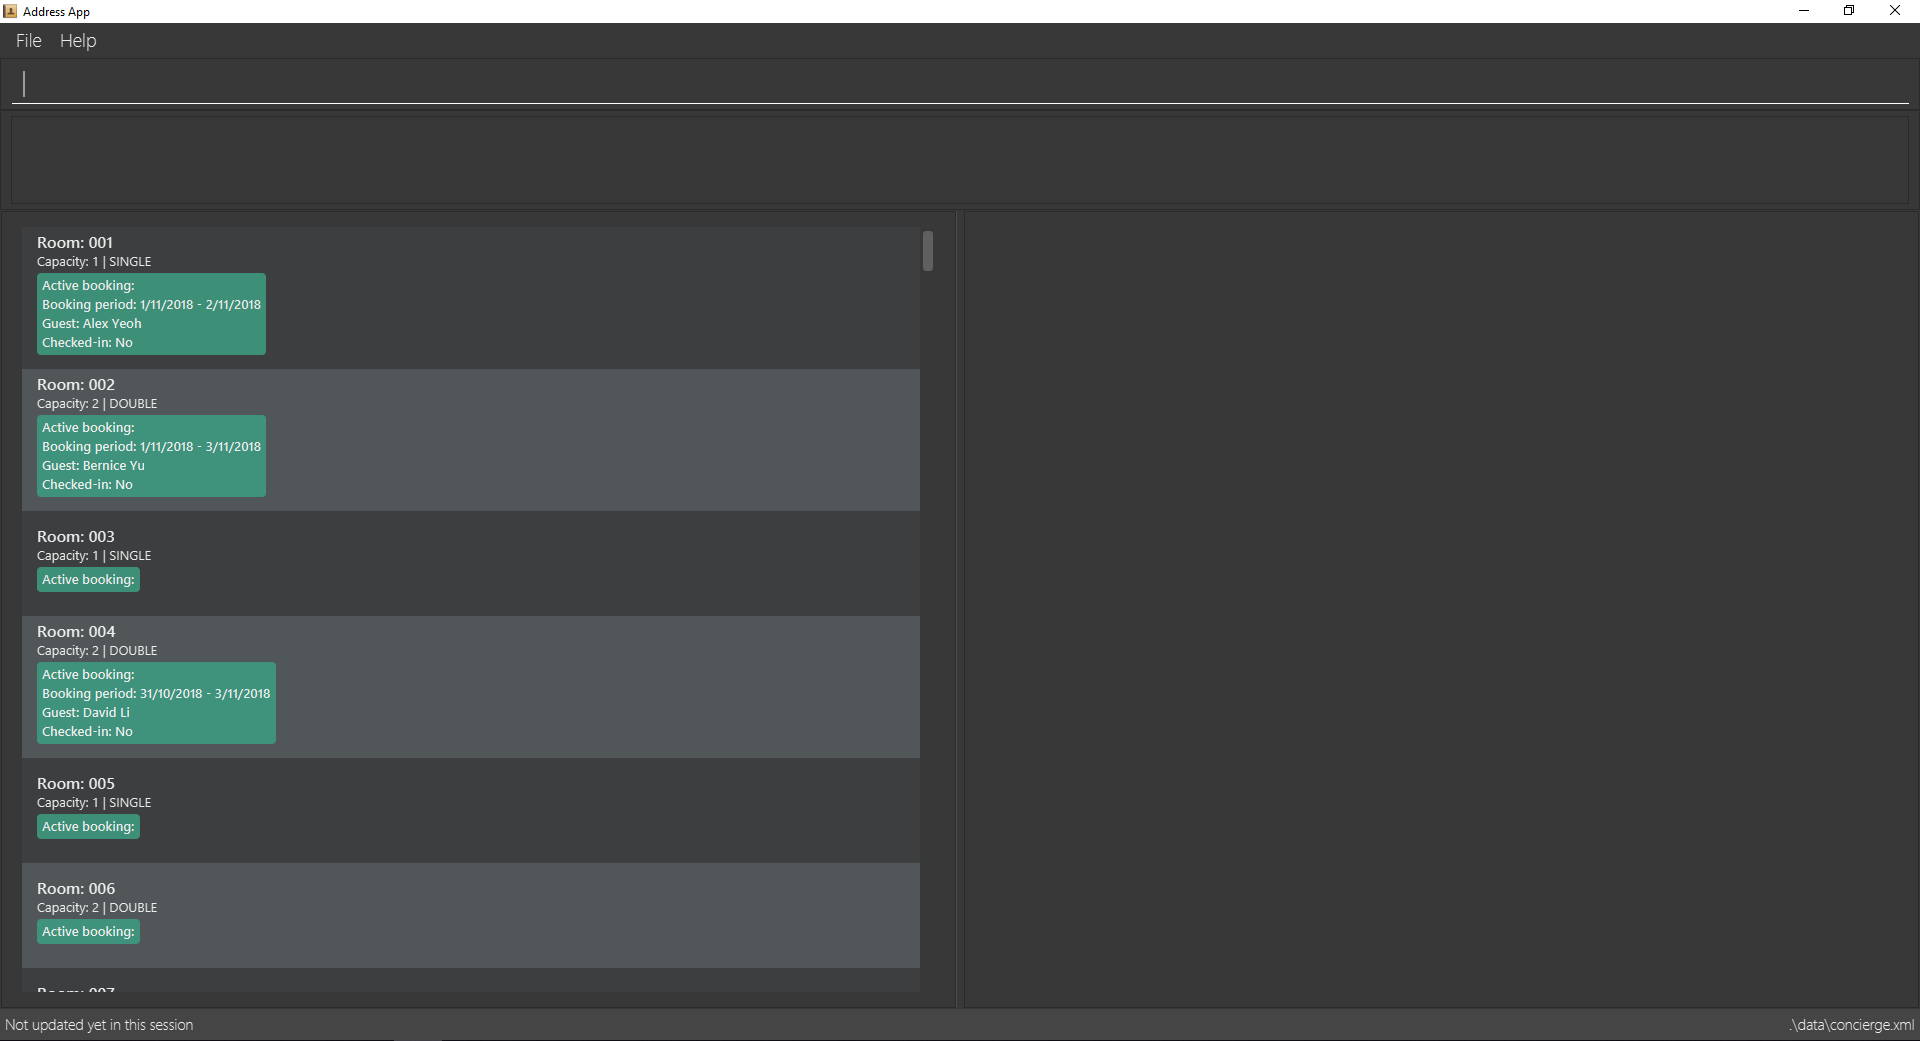 Address App
File Help
Room: 001
Capacity: 1 | SINGLE
Active booking:
Booking period: 1/11/2018 - 2/11/2018
Guest: Alex Yeoh
Checked-in: No
Room: 002
Capacity: 2 | DOUBLE
Active booking:
Booking period: 1/11/2018 - 3/11/2018
Guest: Bernice Yu
Checked-in: No
Room: 003
Capacity: 1 | SINGLE
Active booking:
Room: 004
Capacity: 2 | DOUBLE
Active booking:
Booking period: 31/10/2018 - 3/11/2018
Guest: David Li
Checked-in: No
Room: 005
Capacity: 1 | SINGLE
Active booking:
Room: 006
Capacity: 2 | DOUBLE
Active booking:
Room: 007
Not updated yet in this session
.\data\concierge.xml